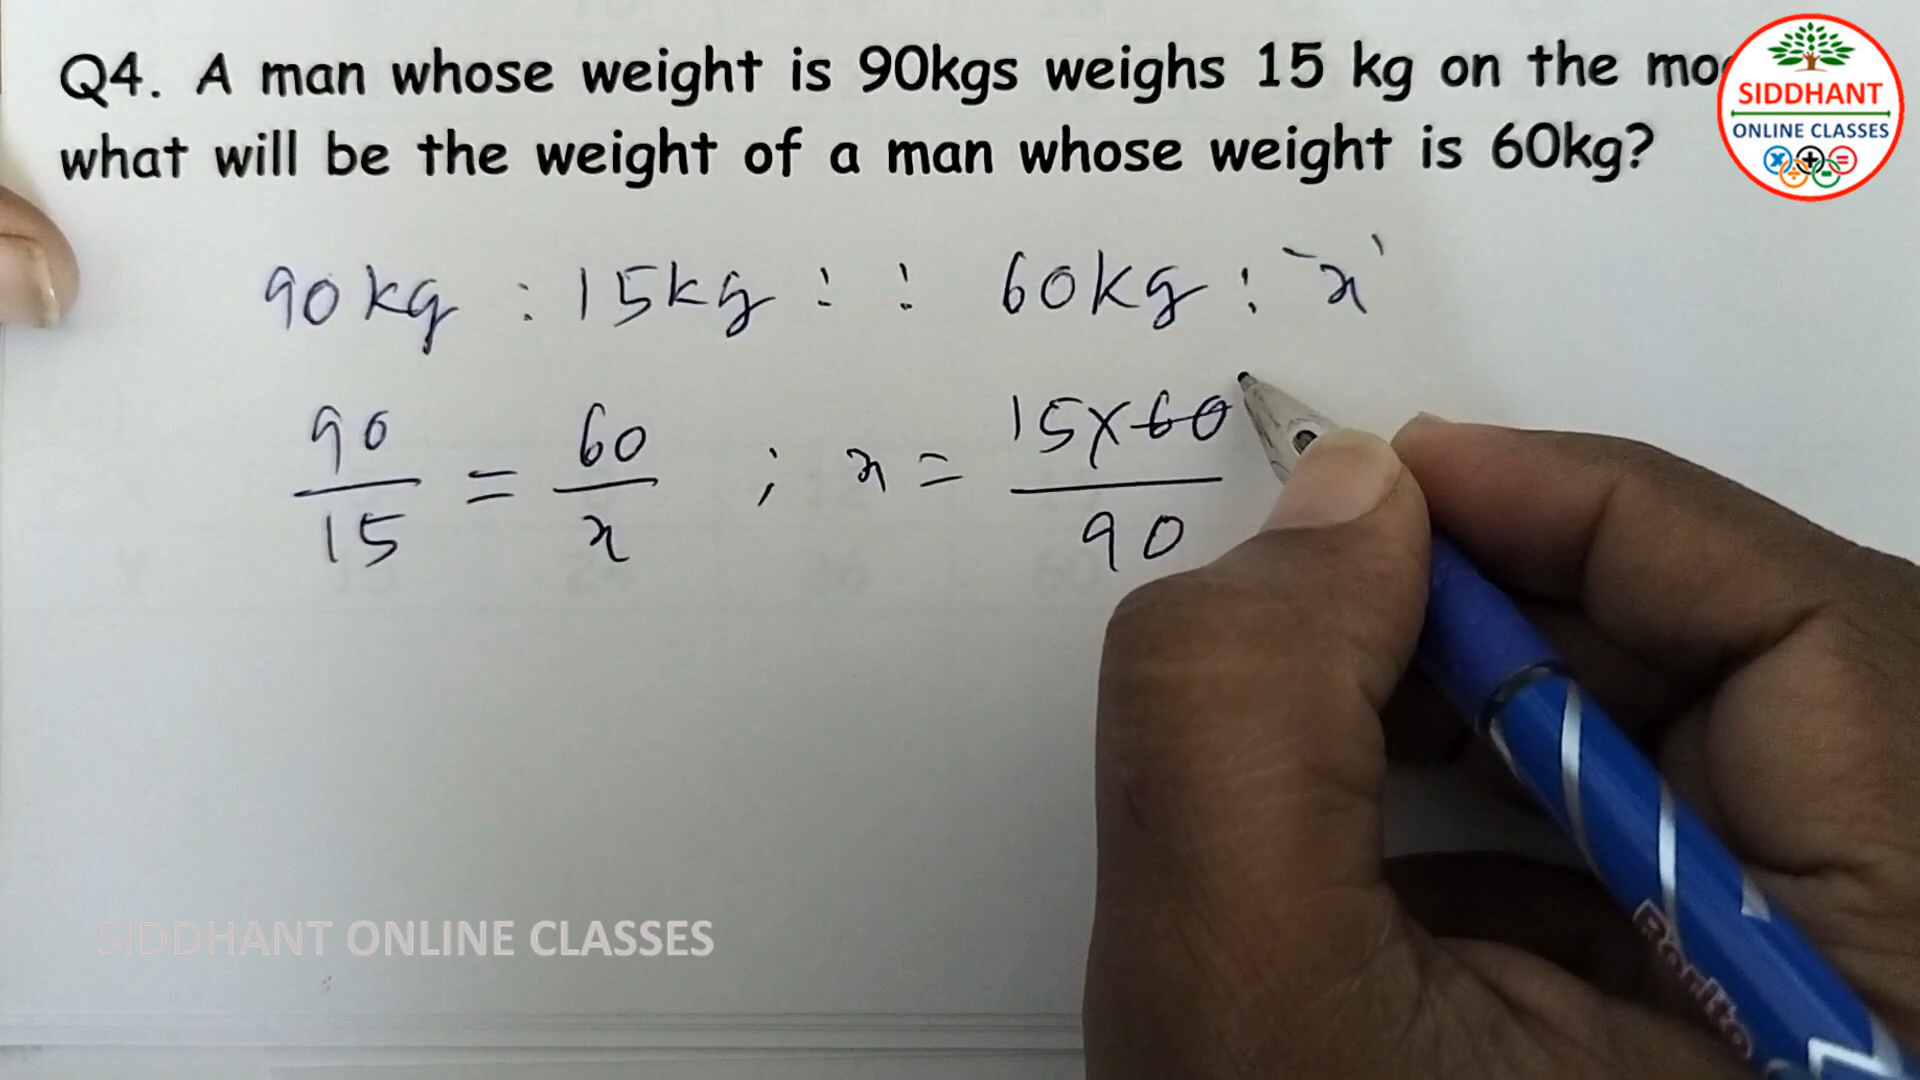 Q4. A man whose weight is 90kgs weighs 15 kg on the
what will be the weight of a man whose weight is 60kg?
SIDDHANT
ONLINE CLASSES
90kg : 15kg : : 60kg : 'x'
90/15 = 60/x ; x = 15×60/90
SIDDHANT ONLINE CLASSES